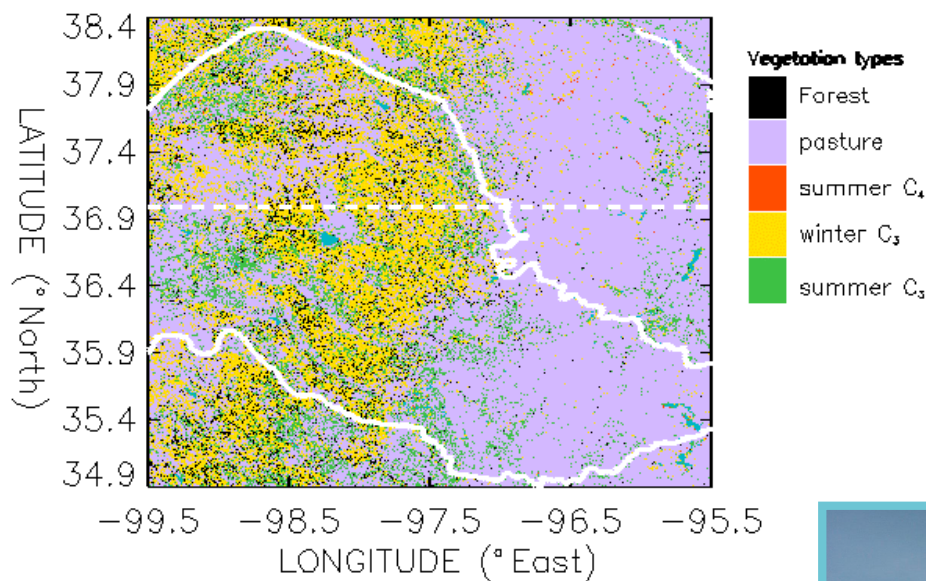 38.4
37.9
37.4
36.9
36.4
35.9
35.4
34.9
LATITUDE (° North)
-99.5 -98.5 -97.5 -96.5 -95.5
LONGITUDE (° East)
Vegetation types
Forest
pasture
summer C₄
winter C₃
summer C₃